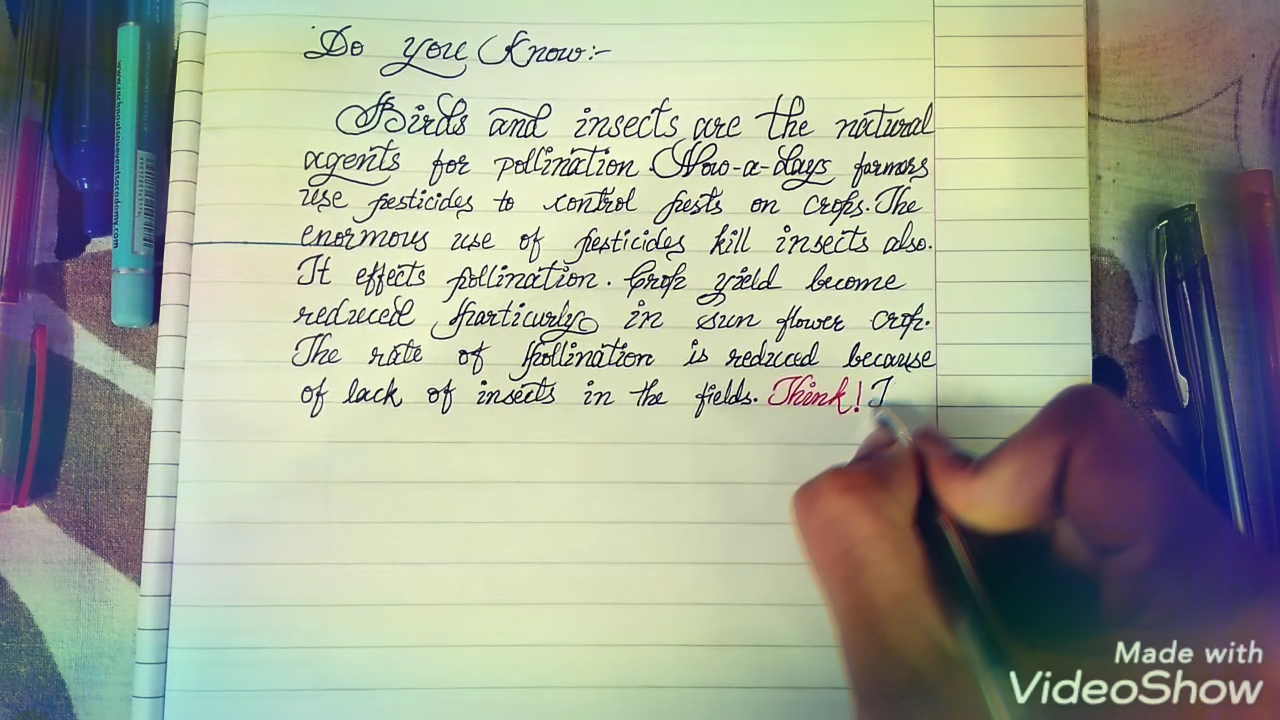 Do you Know:-
Birds and insects are the natural
agents for pollination. Now-a-days farmers
use pesticides to control pests on crops. The
enormous use of pesticides kill insects also.
It effects pollination. Crop yield become
reduced particurly in sun flower crop.
The rate of pollination is reduced because
of lack of insects in the fields. Think! I
Made with
VideoShow